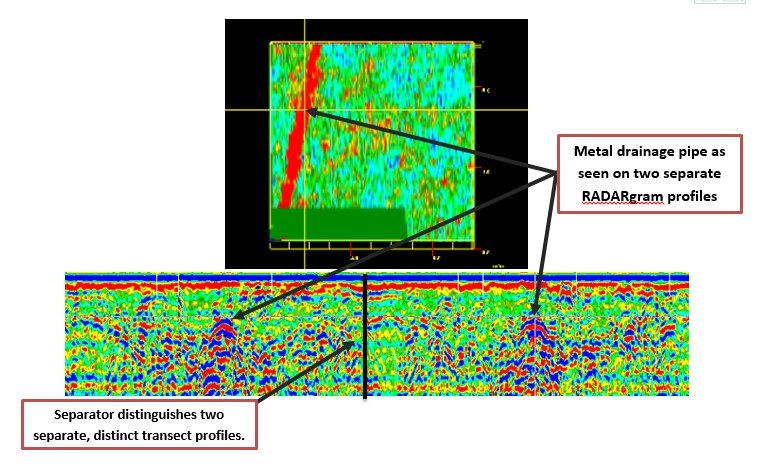 Metal drainage pipe as
seen on two separate
RADARgram profiles
Separator distinguishes two
separate, distinct transect profiles.